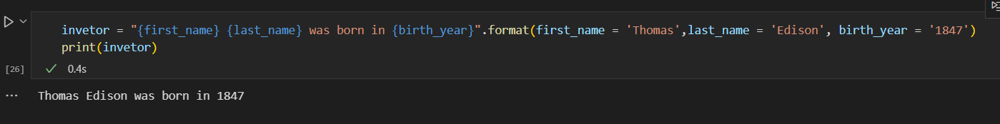 invetor = "{first_name} {last_name} was born in {birth_year}".format(first_name = 'Thomas',last_name = 'Edison', birth_year = '1847')
print(invetor)
[26] 0.4s
Thomas Edison was born in 1847